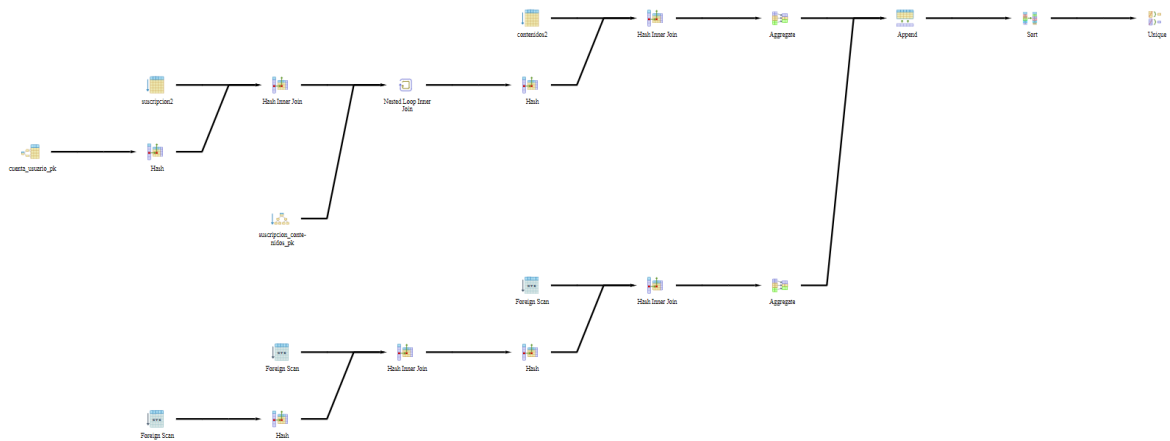 contenidos2
Hash Inner Join
Aggregate
Append
Sort
Unique
suscripcion2
Hash Inner Join
Nested Loop Inner
Join
Hash
cuenta_usuario_pk
Hash
suscripcion_conte-
nidos_pk
Foreign Scan
Hash Inner Join
Aggregate
Foreign Scan
Hash Inner Join
Hash
Foreign Scan
Hash